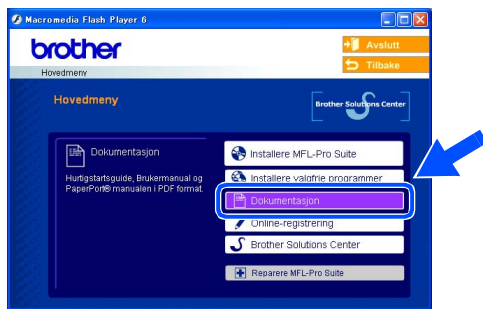 Macromedia Flash Player 6
brother
Avslutt
Tilbake
Hovedmeny
Hovedmeny
Brother Solutions Center
Dokumentasjon
Hurtigstartsguide, Brukermanual og
PaperPort® manualen i PDF format.
Installere MFL-Pro Suite
Installere valgfrie programmer
Dokumentasjon
Online-registrering
Brother Solutions Center
Reparere MFL-Pro Suite